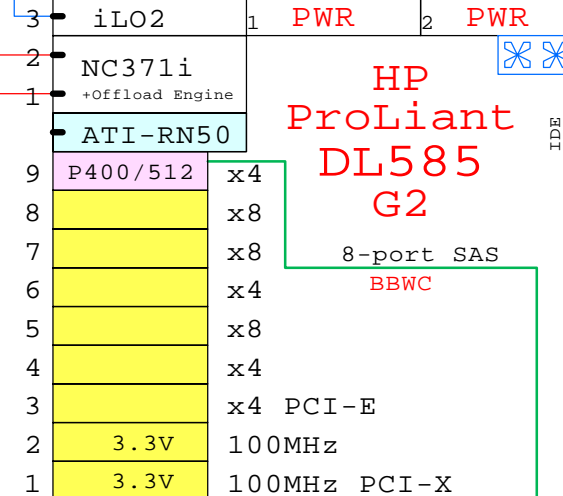 3 iLO2 1 PWR 2 PWR
2 NC371i
1 +Offload Engine
ATI-RN50
HP
ProLiant
DL585
G2
IDE
9 P400/512 x4
8 x8
7 x8
8-port SAS
BBWC
6 x4
5 x8
4 x4
3 x4 PCI-E
2 3.3V 100MHz
1 3.3V 100MHz PCI-X